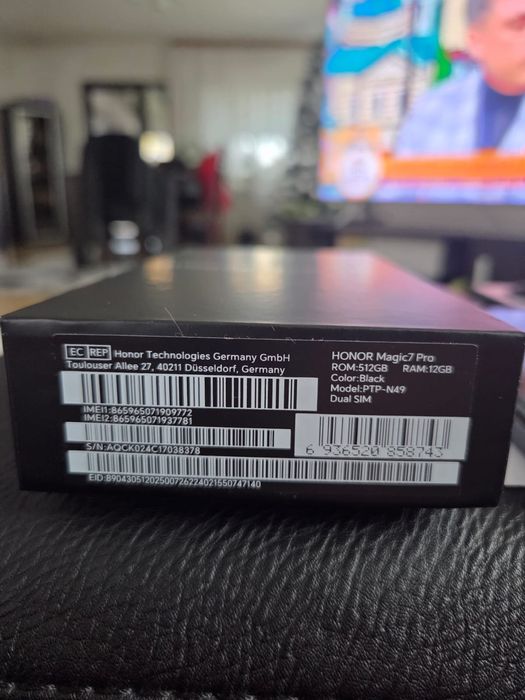 EC REP Honor Technologies Germany GmbH
Toulouser Allee 27, 40211 Düsseldorf, Germany
IMEI1:865965071909772
IMEI2:865965071937781
S/N:AQCK024C17038378
EID:89043051202500726224021550747140
HONOR Magic7 Pro
ROM:512GB RAM:12GB
Color:Black
Model:PTP-N49
Dual SIM
6 936520 858743